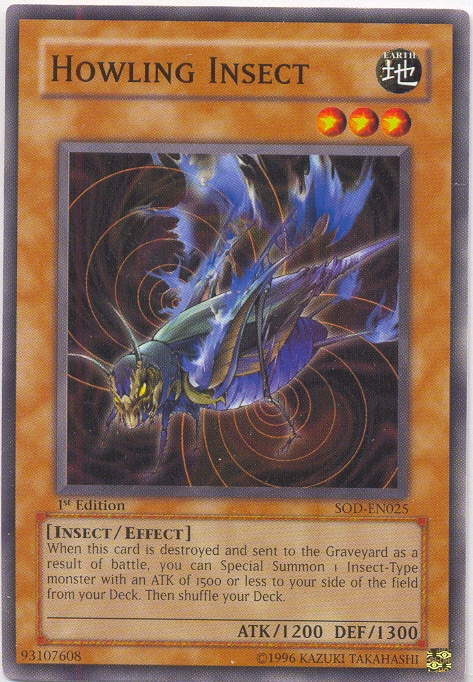 HOWLING INSECT
EARTH
地
1st Edition
SOD-EN025
[INSECT/EFFECT]
When this card is destroyed and sent to the Graveyard as a
result of battle, you can Special Summon 1 Insect-Type
monster with an ATK of 1500 or less to your side of the field
from your Deck. Then shuffle your Deck.
ATK/1200 DEF/1300
93107608
©1996 KAZUKI TAKAHASHI